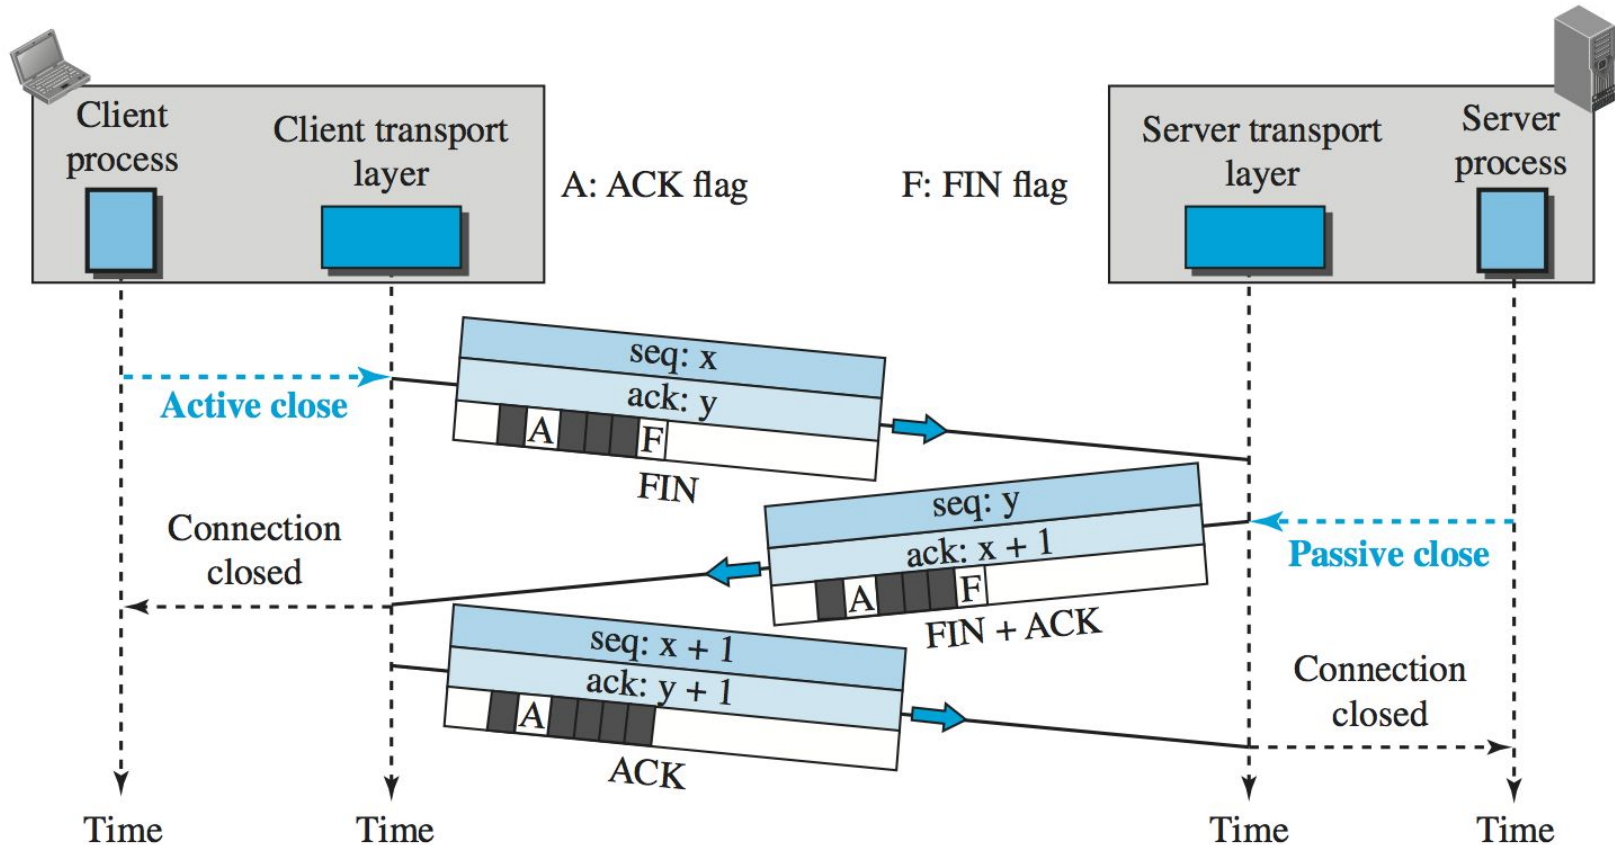 Client
process
Client transport
layer
A: ACK flag
F: FIN flag
Server transport
layer
Server
process
Active close
seq: x
ack: y
A
F
FIN
Passive close
seq: y
ack: x + 1
A
F
FIN + ACK
Connection
closed
seq: x + 1
ack: y + 1
A
ACK
Connection
closed
Time
Time
Time
Time